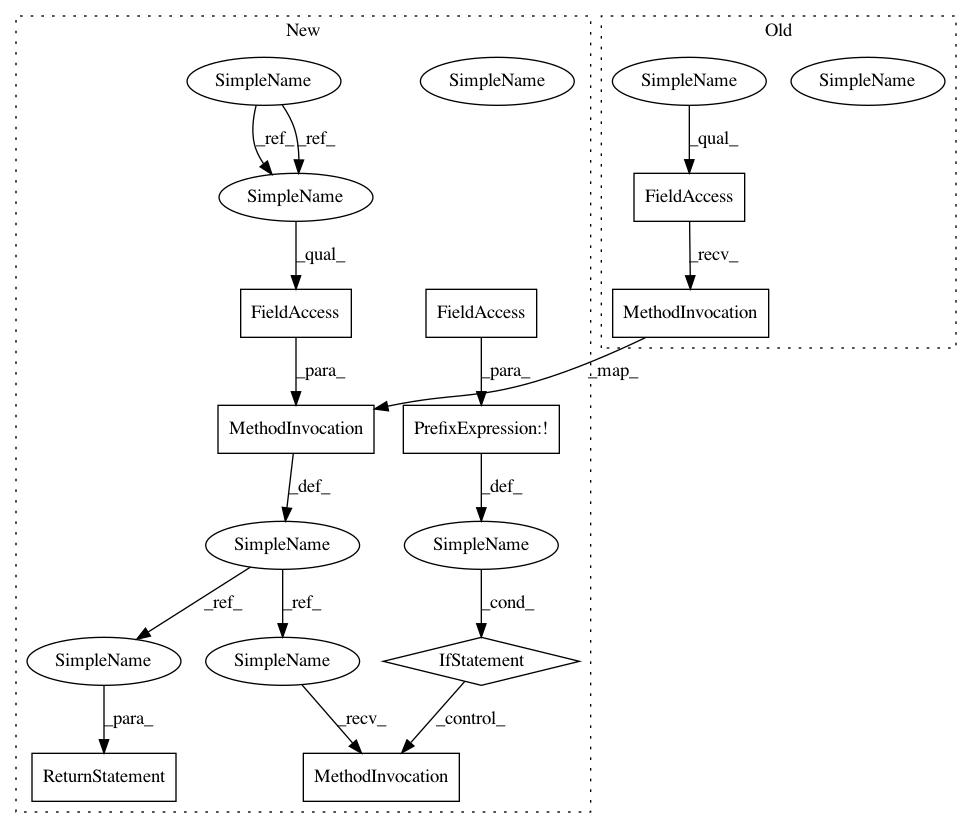 New
Old
SimpleName
SimpleName
SimpleName
SimpleName
_ref_
_ref_
_qual_
SimpleName
FieldAccess
_qual_
_recv_
FieldAccess
FieldAccess
MethodInvocation
_para_
_para_
_map_
MethodInvocation
PrefixExpression:!
_def_
_def_
SimpleName
SimpleName
_ref_
_ref_
_cond_
SimpleName
SimpleName
IfStatement
_para_
_recv_
_control_
ReturnStatement
MethodInvocation